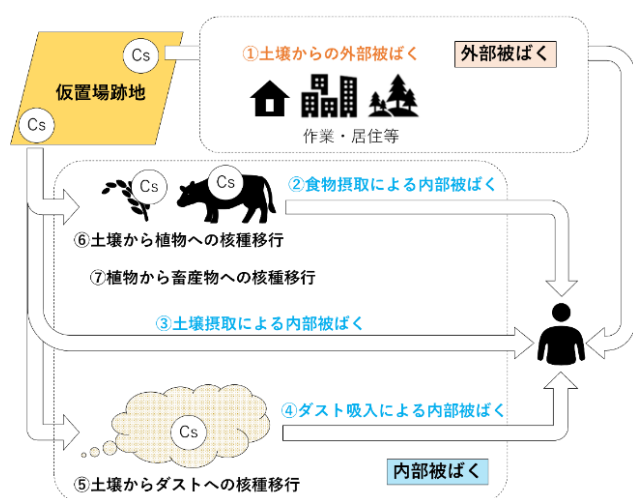 Cs
①土壌からの外部被ばく
外部被ばく
仮置場跡地
作業・居住等
Cs
Cs
Cs
②食物摂取による内部被ばく
⑥土壌から植物への核種移行
⑦植物から畜産物への核種移行
③土壌摂取による内部被ばく
④ダスト吸入による内部被ばく
Cs
内部被ばく
⑤土壌からダストへの核種移行